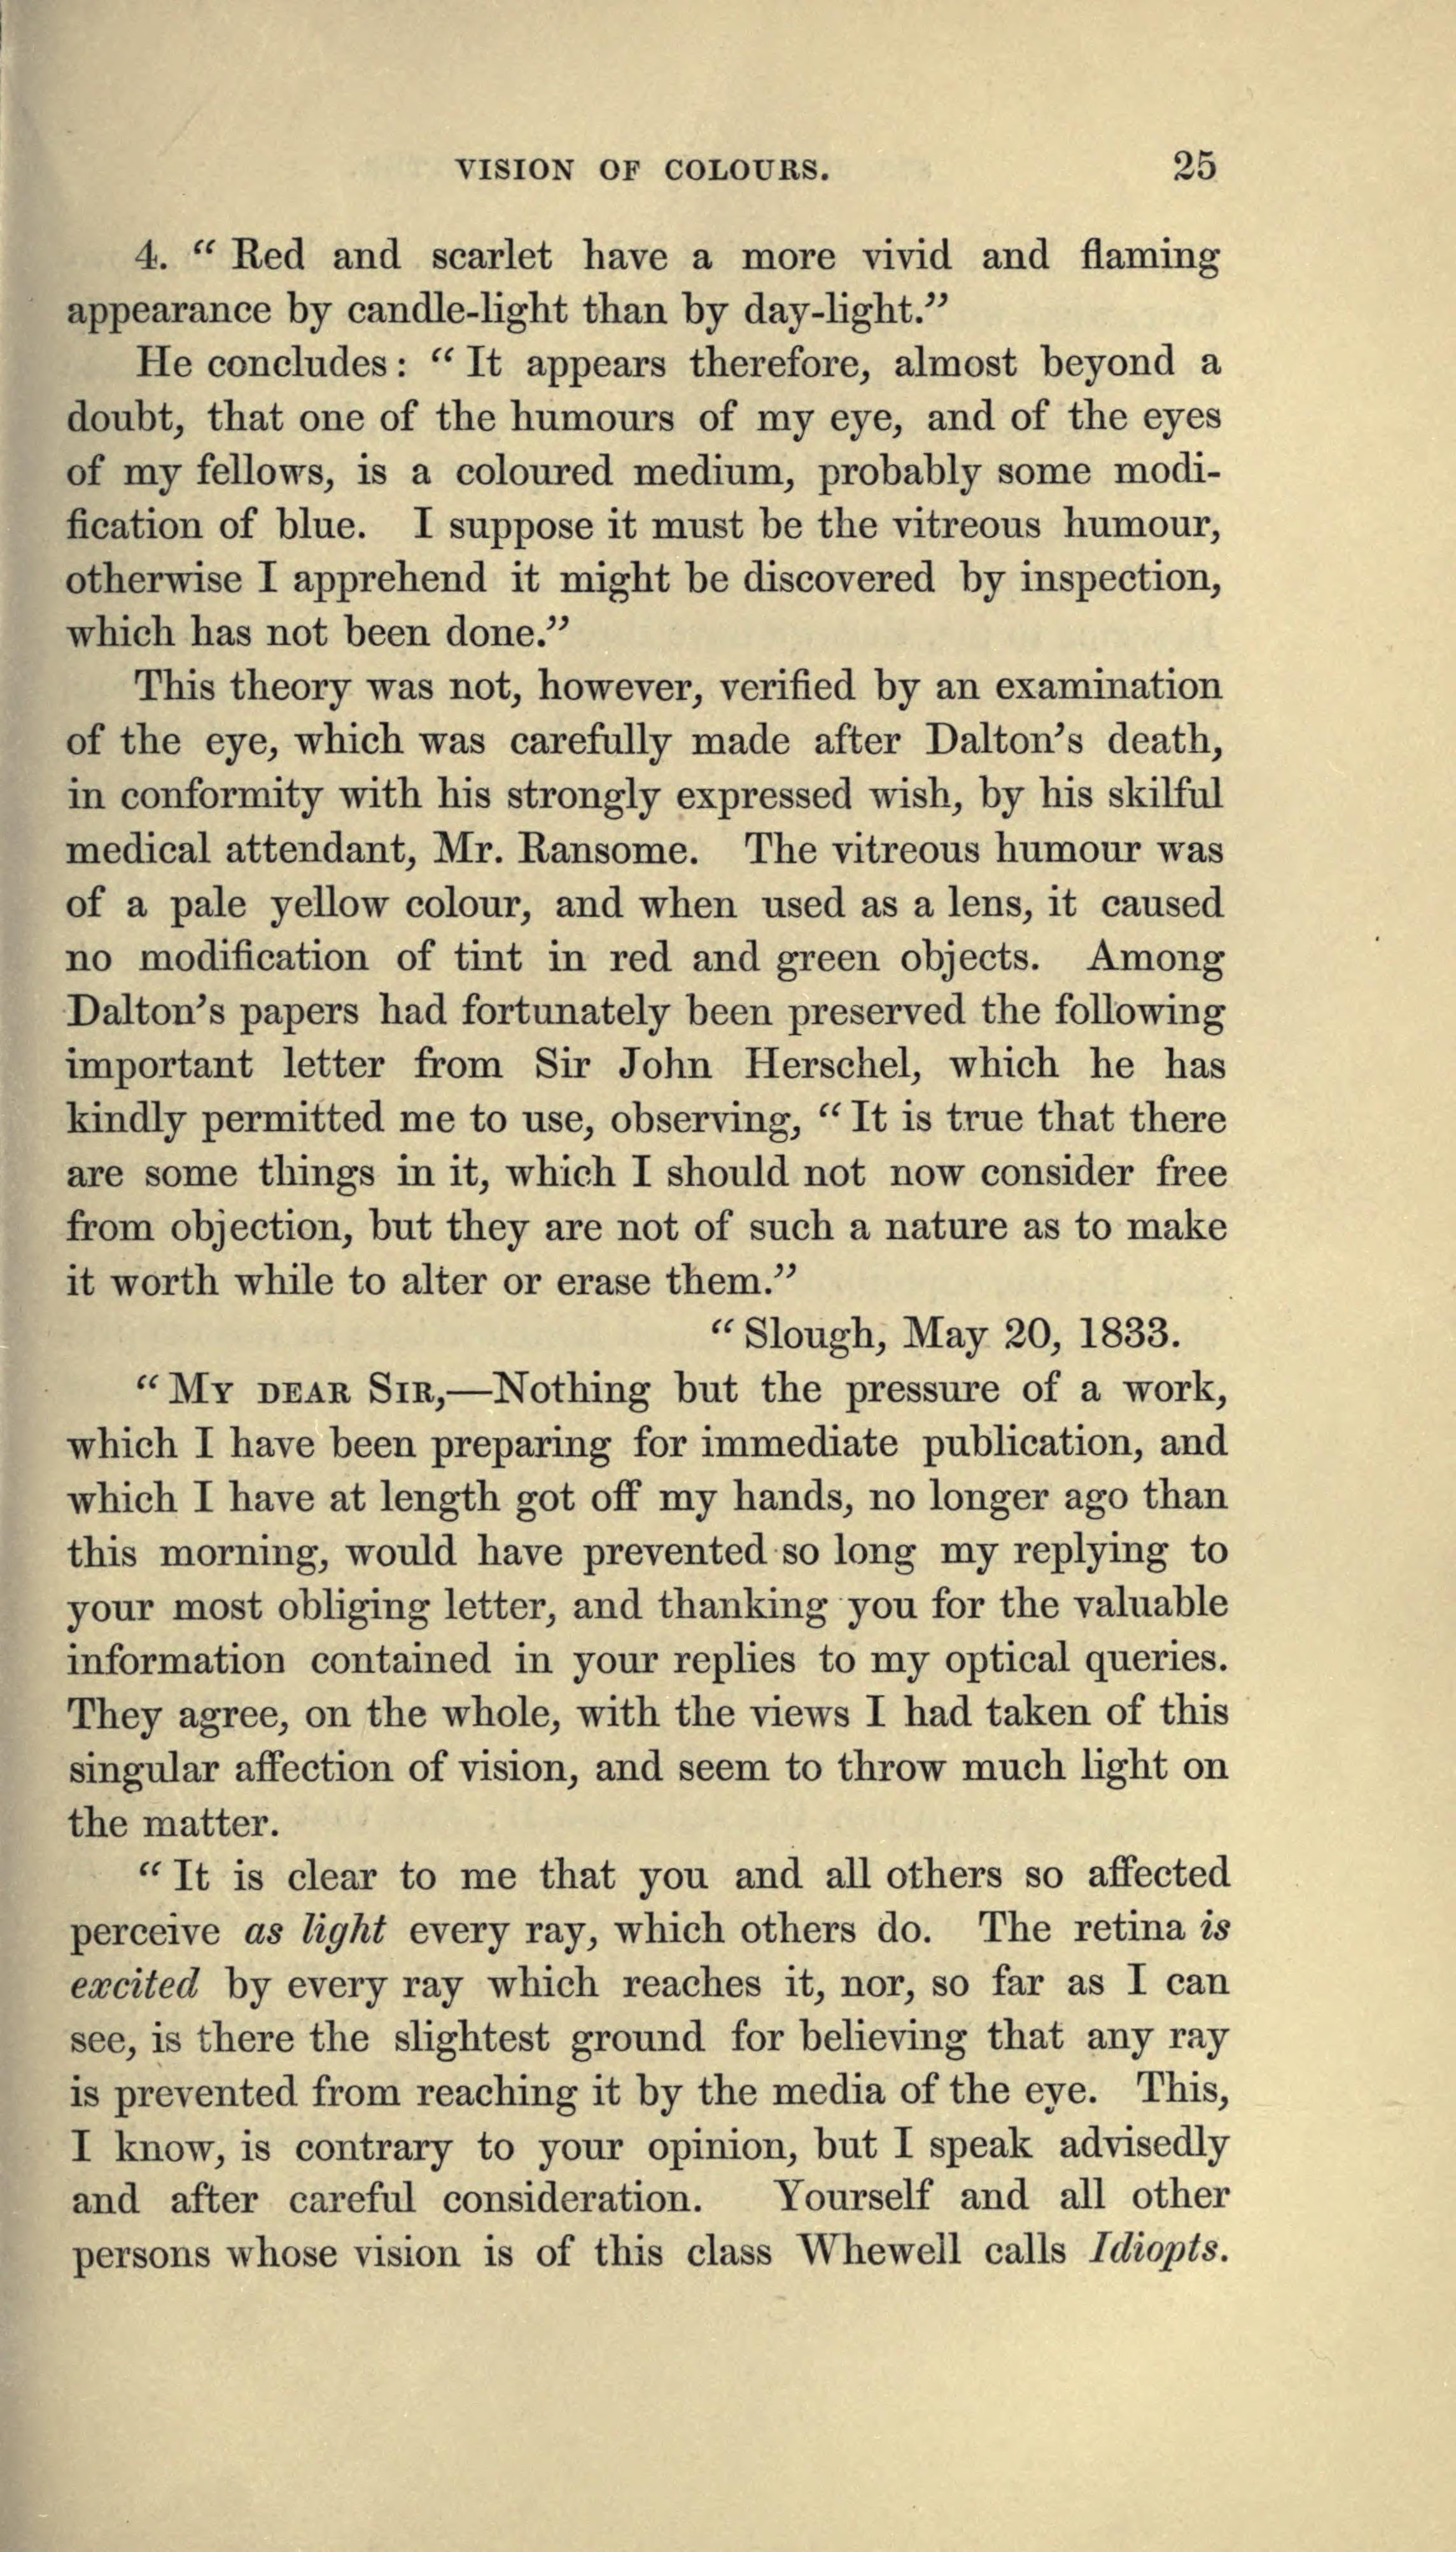 VISION OF COLOURS. 25
4. “ Red and scarlet have a more vivid and flaming
appearance by candle-light than by day-light.”
He concludes : “ It appears therefore, almost beyond a
doubt, that one of the humours of my eye, and of the eyes
of my fellows, is a coloured medium, probably some modi-
fication of blue. I suppose it must be the vitreous humour,
otherwise I apprehend it might be discovered by inspection,
which has not been done.”
This theory was not, however, verified by an examination
of the eye, which was carefully made after Dalton’s death,
in conformity with his strongly expressed wish, by his skilful
medical attendant, Mr. Ransome. The vitreous humour was
of a pale yellow colour, and when used as a lens, it caused
no modification of tint in red and green objects. Among
Dalton’s papers had fortunately been preserved the following
important letter from Sir John Herschel, which he has
kindly permitted me to use, observing, “ It is true that there
are some things in it, which I should not now consider free
from objection, but they are not of such a nature as to make
it worth while to alter or erase them.”
“ Slough, May 20, 1833.
“ MY DEAR SIR,—Nothing but the pressure of a work,
which I have been preparing for immediate publication, and
which I have at length got off my hands, no longer ago than
this morning, would have prevented so long my replying to
your most obliging letter, and thanking you for the valuable
information contained in your replies to my optical queries.
They agree, on the whole, with the views I had taken of this
singular affection of vision, and seem to throw much light on
the matter.
“ It is clear to me that you and all others so affected
perceive as light every ray, which others do. The retina is
excited by every ray which reaches it, nor, so far as I can
see, is there the slightest ground for believing that any ray
is prevented from reaching it by the media of the eye. This,
I know, is contrary to your opinion, but I speak advisedly
and after careful consideration. Yourself and all other
persons whose vision is of this class Whewell calls Idiopts.